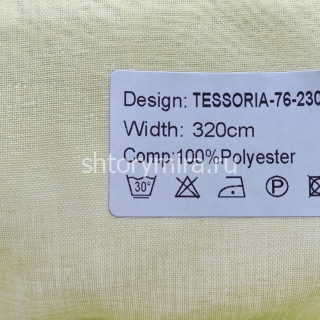 Design: TESSORIA-76-230
Width: 320cm
Comp:100%Polyester
shtorymira.ru
30°
P